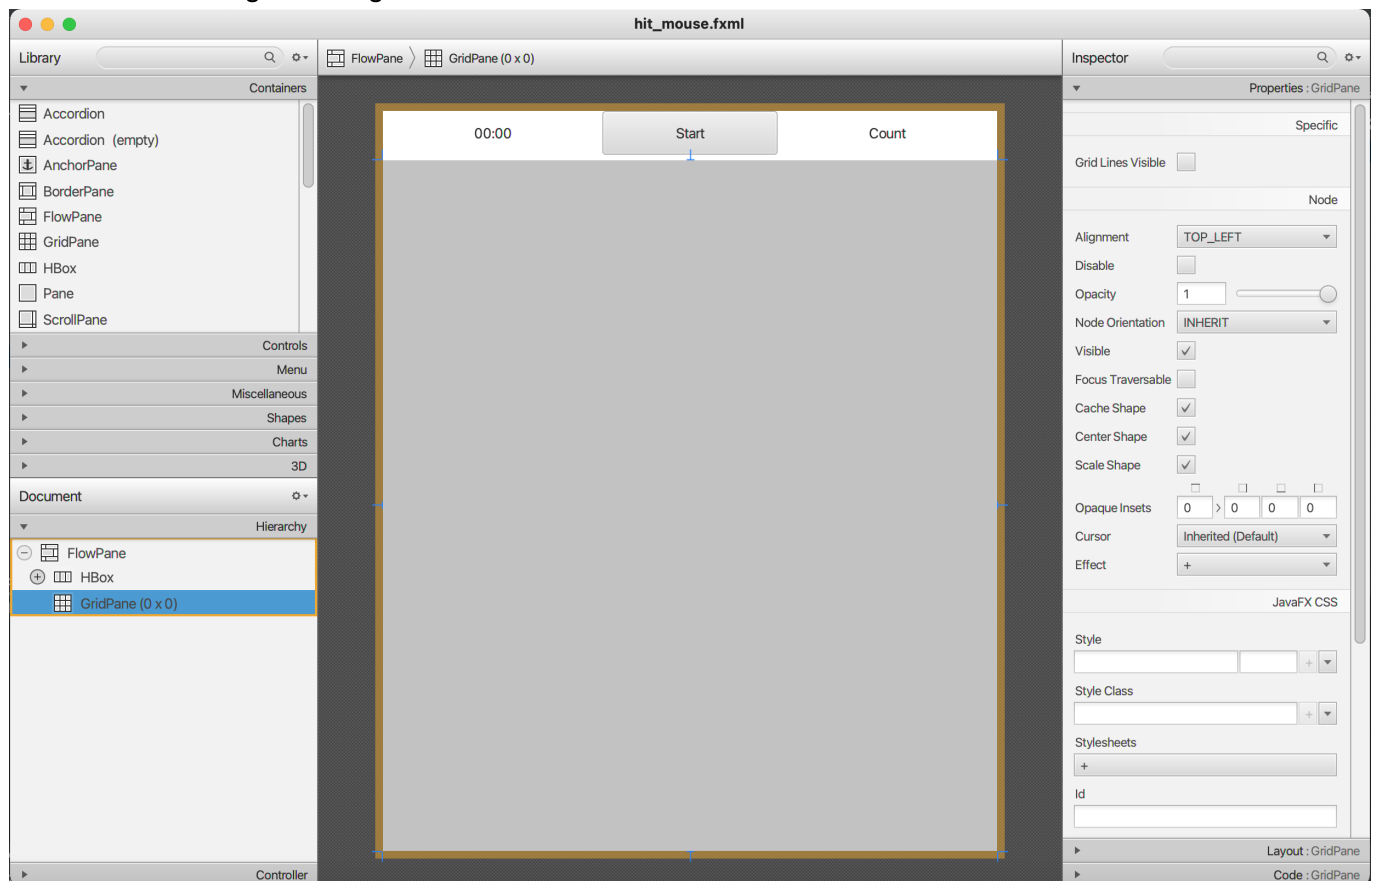 hit_mouse.fxml
Library
FlowPane
GridPane (0 x 0)
Inspector
Containers
Accordion
Accordion (empty)
AnchorPane
BorderPane
FlowPane
GridPane
HBox
Pane
ScrollPane
Controls
Menu
Miscellaneous
Shapes
Charts
3D
Document
Hierarchy
FlowPane
HBox
GridPane (0 x 0)
Controller
00:00 Start Count
Properties : GridPane
Specific
Grid Lines Visible
Node
Alignment TOP_LEFT
Disable
Opacity 1
Node Orientation INHERIT
Visible
Focus Traversable
Cache Shape
Center Shape
Scale Shape
Opaque Insets 0 0 0 0
Cursor Inherited (Default)
Effect +
JavaFX CSS
Style
+
Style Class
+
Stylesheets
+
Id
Layout : GridPane
Code : GridPane